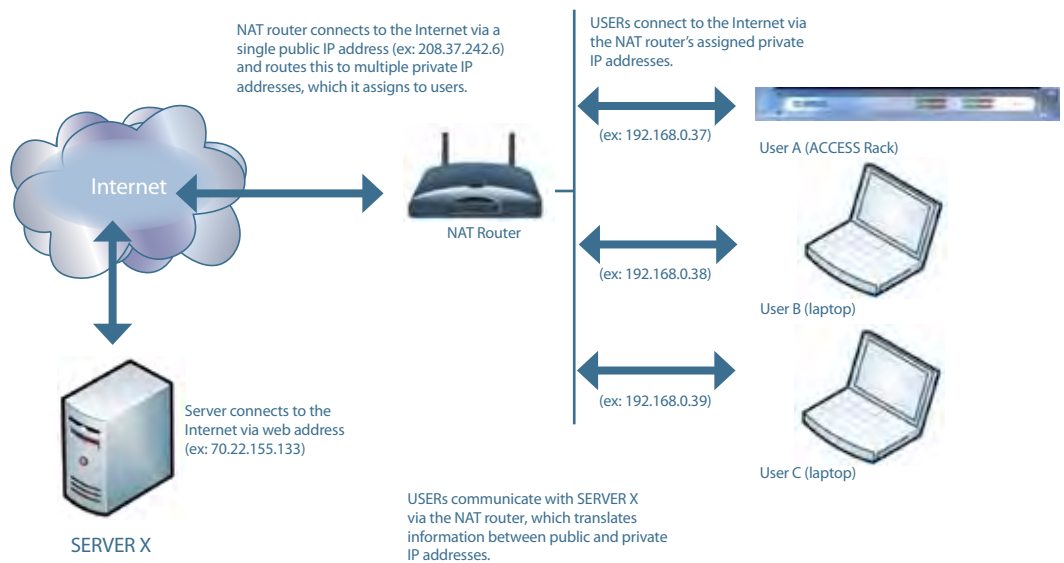 NAT router connects to the Internet via a
single public IP address (ex: 208.37.242.6)
and routes this to multiple private IP
addresses, which it assigns to users.
USERs connect to the Internet via
the NAT router's assigned private
IP addresses.
(ex: 192.168.0.37)
User A (ACCESS Rack)
Internet
NAT Router
(ex: 192.168.0.38)
User B (laptop)
(ex: 192.168.0.39)
User C (laptop)
Server connects to the
Internet via web address
(ex: 70.22.155.133)
SERVER X
USERs communicate with SERVER X
via the NAT router, which translates
information between public and private
IP addresses.